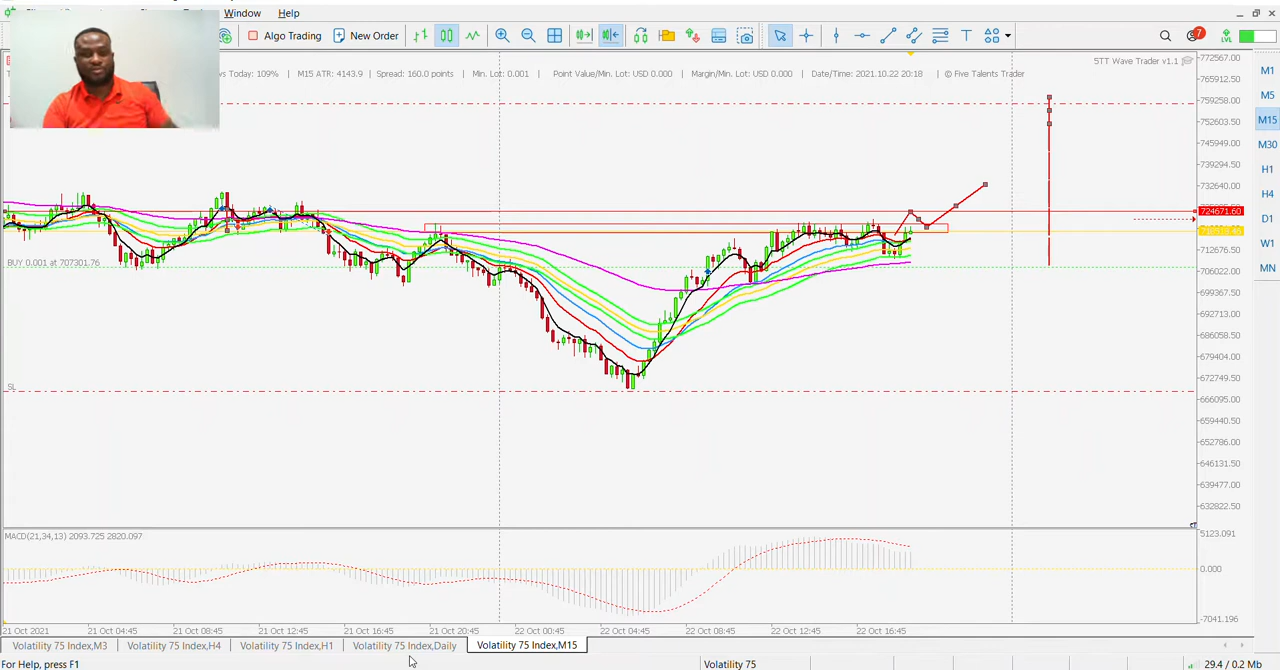 Window Help
Algo Trading New Order
7
LVL
ws Today: 109% | M15 ATR: 4143.9 | Spread: 160.0 points | Min. Lot: 0.001 | Point Value/Min. Lot: USD 0.000 | Margin/Min. Lot: USD 0.000 | Date/Time: 2021.10.22 20:18 | © Five Talents Trader
5TT Wave Trader v1.1
772567.00
765912.50
759258.00
752603.50
745949.00
739294.50
732640.00
724671.60
712676.50
706022.00
699367.50
692713.00
686058.50
679404.00
672749.50
666095.00
659440.50
652786.00
646131.50
639477.00
632822.50
M1
M5
M15
M30
H1
H4
D1
W1
MN
BUY 0.001 at 707301.76
SL
MACD(21,34,13) 2093.725 2820.097
5123.091
0.000
-7041.196
21 Oct 2021 21 Oct 04:45 21 Oct 08:45 21 Oct 12:45 21 Oct 16:45 22 Oct 00:45 22 Oct 04:45 22 Oct 08:45 22 Oct 12:45 22 Oct 16:45
Volatility 75 Index,M3 Volatility 75 Index,H4 Volatility 75 Index,H1 Volatility 75 Index,Daily Volatility 75 Index,M15
For Help, press F1 Volatility 75 29.4 / 0.2 Mb